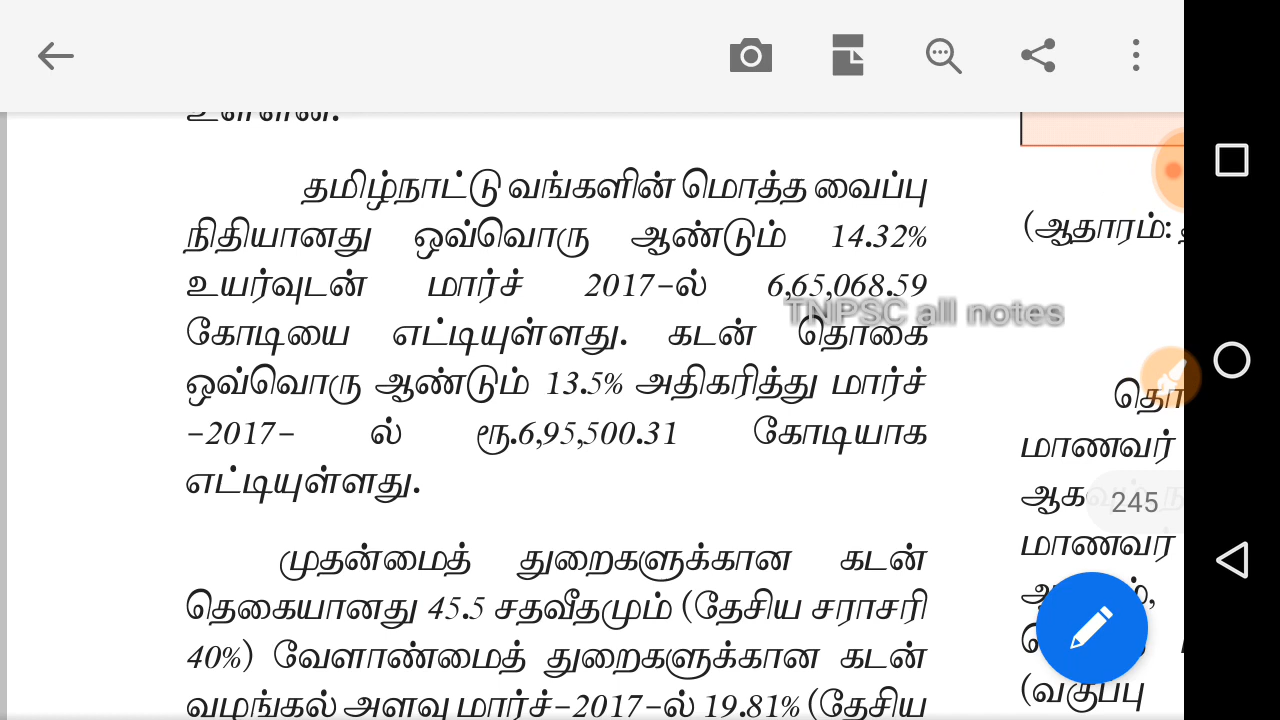 உள்ளன.
தமிழ்நாட்டு வங்களின் மொத்த வைப்பு
நிதியானது ஒவ்வொரு ஆண்டும் 14.32%
உயர்வுடன் மார்ச் 2017-ல் 6,65,068.59
கோடியை எட்டியுள்ளது. கடன் தொகை
ஒவ்வொரு ஆண்டும் 13.5% அதிகரித்து மார்ச்
-2017- ல் ரூ.6,95,500.31 கோடியாக
எட்டியுள்ளது.
முதன்மைத் துறைகளுக்கான கடன்
தெகையானது 45.5 சதவீதமும் (தேசிய சராசரி
40%) வேளாண்மைத் துறைகளுக்கான கடன்
வழங்கல் அளவு மார்ச்-2017-ல் 19.81% (தேசிய
TNPSC all notes
(ஆதாரம்:
மாணவர்
மாணவர்
(வகுப்பு
245